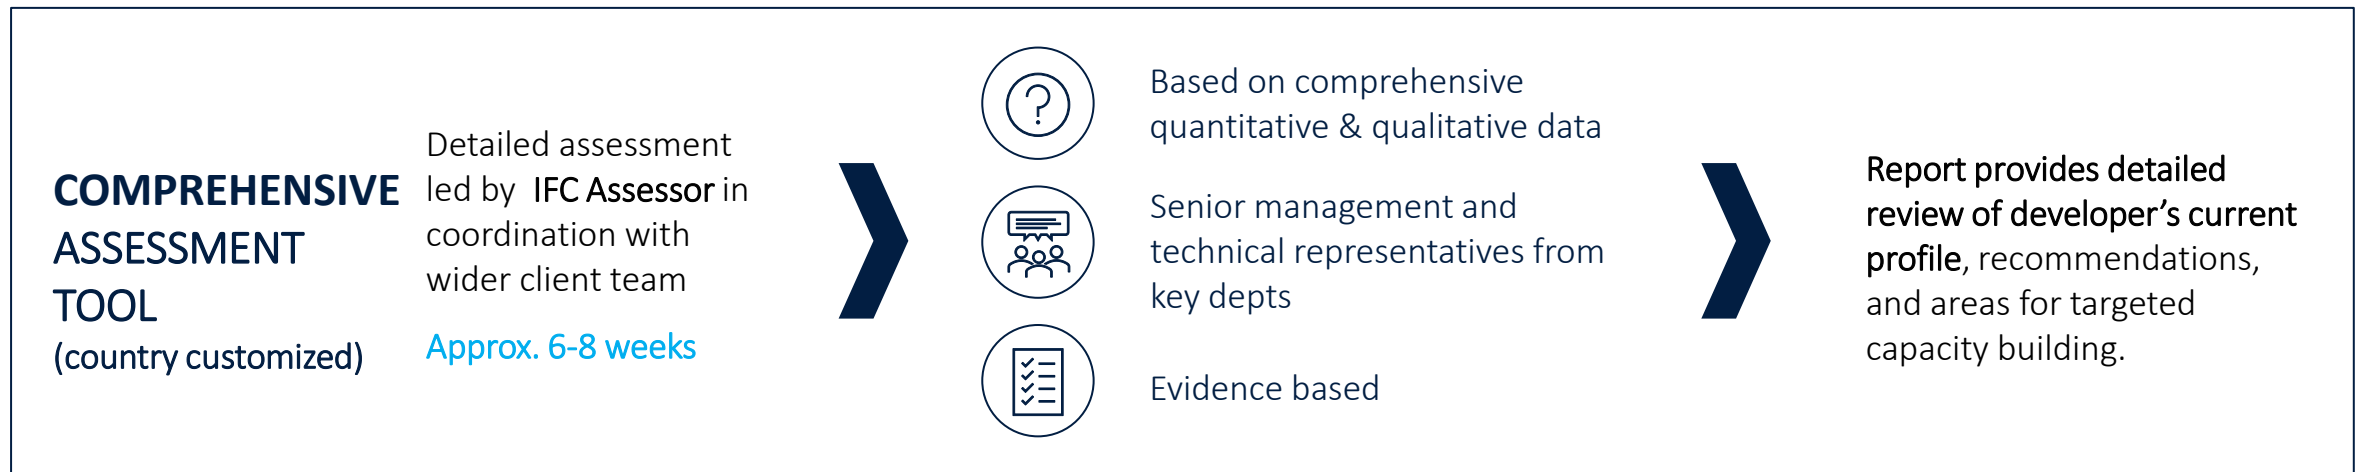 COMPREHENSIVE
ASSESSMENT
TOOL
(country customized)
Detailed assessment
led by IFC Assessor in
coordination with
wider client team
Approx. 6-8 weeks
?
Based on comprehensive
quantitative & qualitative data
Senior management and
technical representatives from
key depts
Evidence based
Report provides detailed
review of developer’s current
profile, recommendations,
and areas for targeted
capacity building.